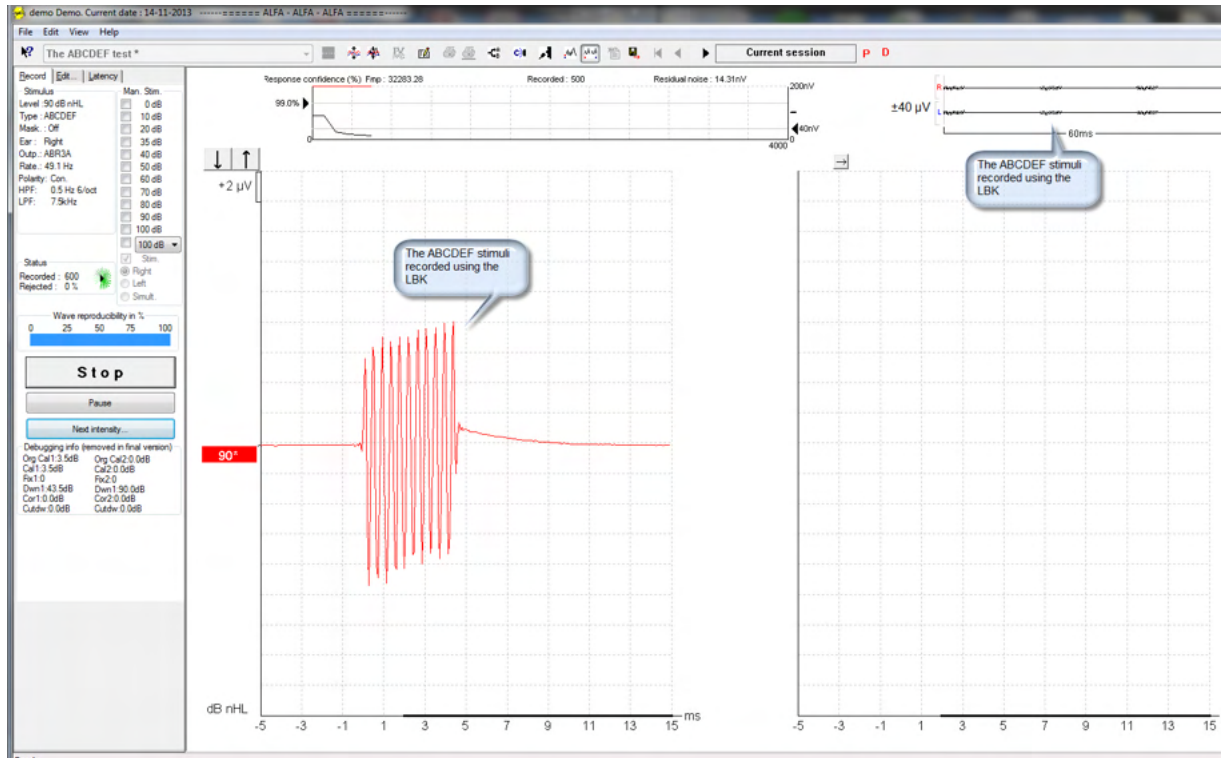 demo Demo. Current date : 14-11-2013 ------====== ALFA - ALFA - ALFA ======------
File Edit View Help
The ABCDEF test *
Current session
P D
Record Edit... Latency
Stimulus
Level :90 dB nHL
Type : ABCDEF
Mask. : Off
Ear : Right
Outp.: ABR3A
Rate.: 49.1 Hz
Polarity: Con.
HPF: 0.5 Hz 6/oct
LPF: 7.5kHz
Man. Stim.
0 dB
10 dB
20 dB
35 dB
40 dB
50 dB
60 dB
70 dB
80 dB
90 dB
100 dB
100 dB
Stim.
Right
Left
Simult.
Status
Recorded : 600
Rejected : 0 %
Wave reproducibility in %
0 25 50 75 100
Stop
Pause
Next intensity...
Debugging info (removed in final version)
Org Cal1:3.5dB Org Cal2:0.0dB
Cal1:3.5dB Cal2:0.0dB
Fix1:0 Fix2:0
Dwn1:43.5dB Dwn1:90.0dB
Cor1:0.0dB Cor2:0.0dB
Cutdw:0.0dB Cutdw:0.0dB
Response confidence (%) Fmp : 32283.28 Recorded : 500 Residual noise : 14.31nV
99.0%
200nV
40nV
0
0
4000
±40 µV
R
L
60ms
The ABCDEF stimuli
recorded using the
LBK
+2 µV
The ABCDEF stimuli
recorded using the
LBK
90*
dB nHL
-5 -3 -1 1 3 5 7 9 11 13 15 ms
-5 -3 -1 1 3 5 7 9 11 13 15